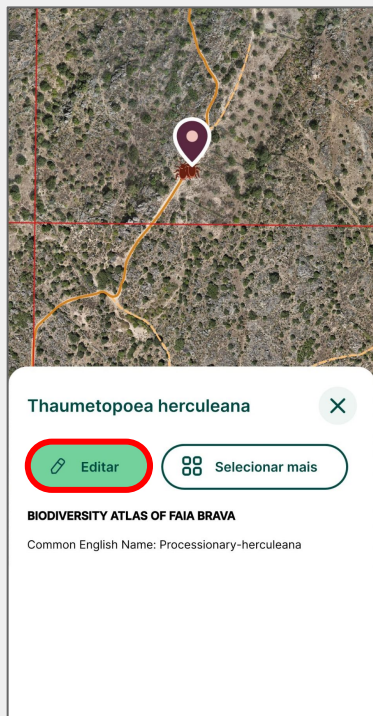 Thaumetopoea herculeana
Editar
Selecionar mais
BIODIVERSITY ATLAS OF FAIA BRAVA
Common English Name: Processionary-herculeana